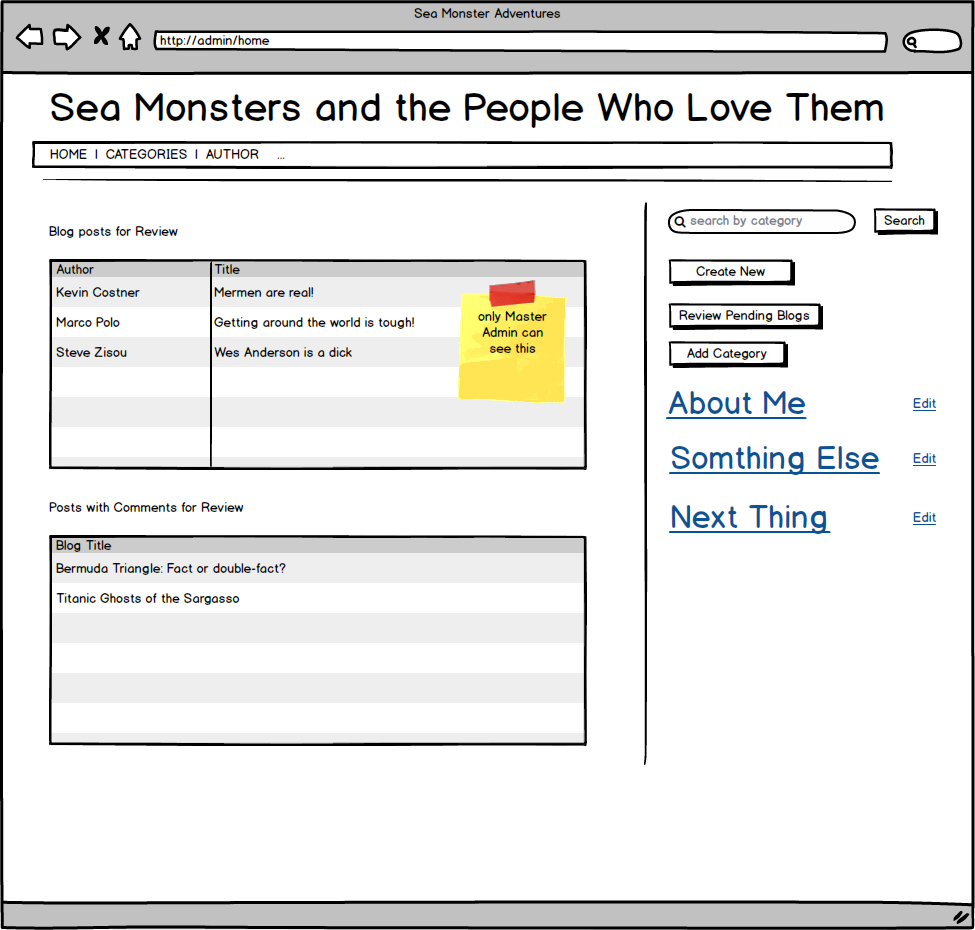 Sea Monster Adventures
http://admin/home
Sea Monsters and the People Who Love Them
HOME | CATEGORIES | AUTHOR ...
Blog posts for Review
Author Title
Kevin Costner Mermen are real!
Marco Polo Getting around the world is tough!
Steve Zisou Wes Anderson is a dick
only Master
Admin can
see this
Posts with Comments for Review
Blog Title
Bermuda Triangle: Fact or double-fact?
Titanic Ghosts of the Sargasso
search by category Search
Create New
Review Pending Blogs
Add Category
About Me Edit
Somthing Else Edit
Next Thing Edit